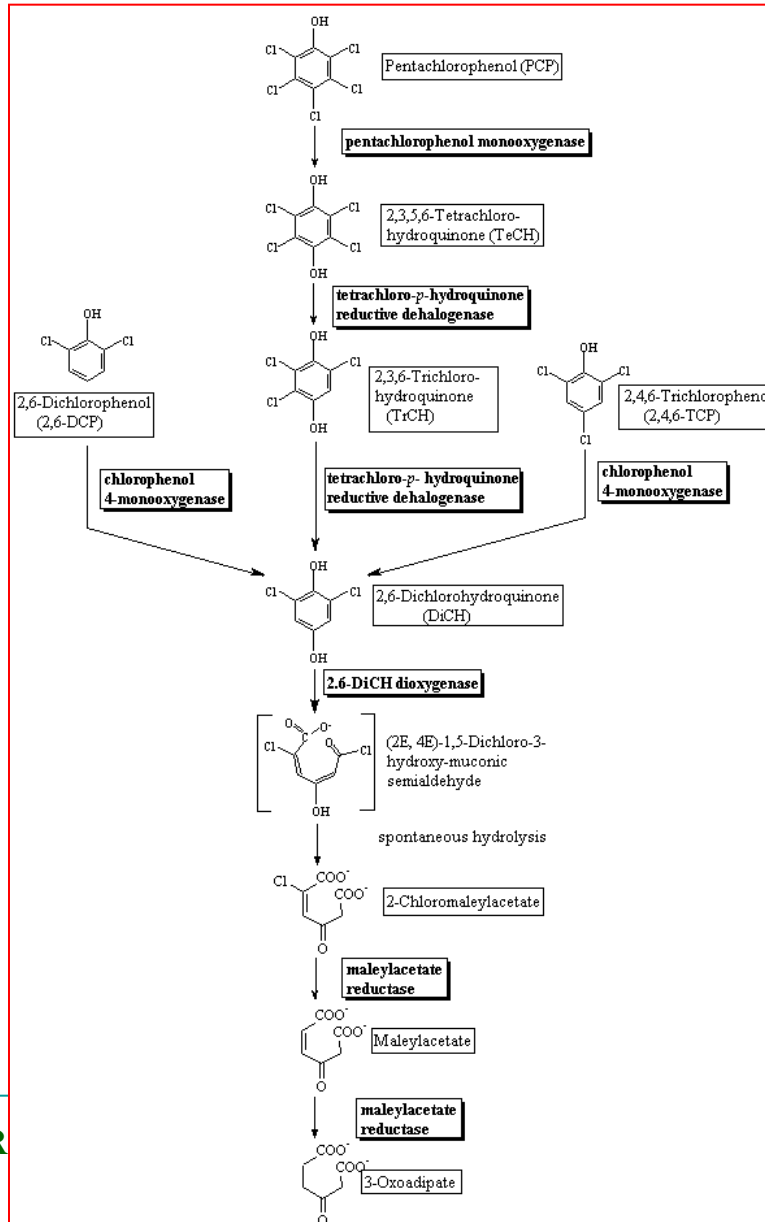 OH
Cl
Cl
Cl
Cl
Cl
Pentachlorophenol (PCP)
pentachlorophenol monooxygenase
OH
Cl
Cl
Cl
Cl
OH
2,3,5,6-Tetrachloro-
hydroquinone (TeCH)
tetrachloro-p-hydroquinone
reductive dehalogenase
OH
Cl
Cl
2,6-Dichlorophenol
(2,6-DCP)
OH
Cl
Cl
Cl
OH
2,3,6-Trichloro-
hydroquinone
(TrCH)
OH
Cl
Cl
Cl
2,4,6-Trichloropheno
(2,4,6-TCP)
chlorophenol
4-monooxygenase
tetrachloro-p- hydroquinone
reductive dehalogenase
chlorophenol
4-monooxygenase
OH
Cl
Cl
OH
2,6-Dichlorohydroquinone
(DiCH)
2.6-DiCH dioxygenase
O
C
O-
Cl
O
Cl
OH
(2E, 4E)-1,5-Dichloro-3-
hydroxy-muconic
semialdehyde
spontaneous hydrolysis
Cl
COO-
COO-
O
2-Chloromaleylacetate
maleylacetate
reductase
COO-
COO-
O
Maleylacetate
maleylacetate
reductase
R
COO-
COO-
O
3-Oxoadipate